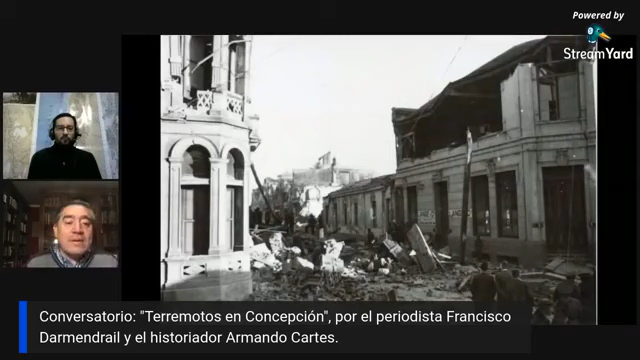 Powered by
StreamYard
Conversatorio: "Terremotos en Concepción", por el periodista Francisco
Darmendrail y el historiador Armando Cartes.